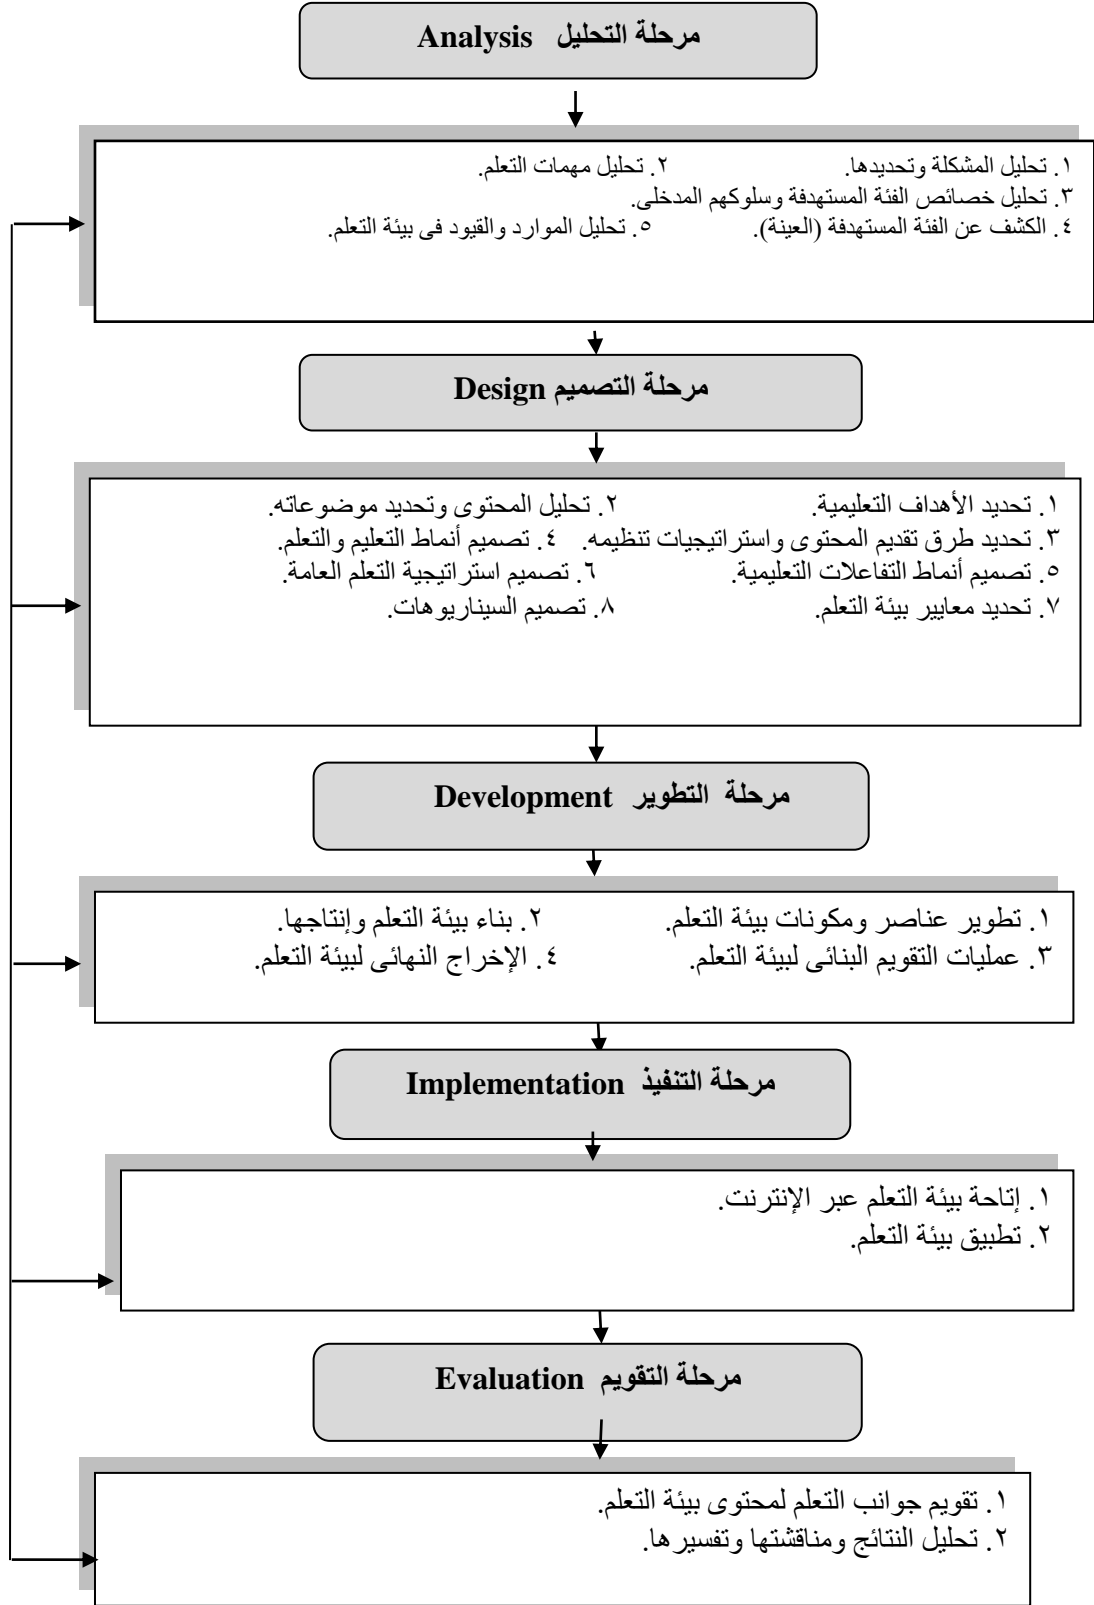 مرحلة التحليل Analysis
١. تحليل المشكلة وتحديدها. ٢. تحليل مهمات التعلم.
٣. تحليل خصائص الفئة المستهدفة وسلوكهم المدخلى.
٤. الكشف عن الفئة المستهدفة (العينة). ٥. تحليل الموارد والقيود فى بيئة التعلم.
مرحلة التصميم Design
١. تحديد الأهداف التعليمية. ٢. تحليل المحتوى وتحديد موضوعاته.
٣. تحديد طرق تقديم المحتوى واستراتيجيات تنظيمه. ٤. تصميم أنماط التعليم والتعلم.
٥. تصميم أنماط التفاعلات التعليمية. ٦. تصميم استراتيجية التعلم العامة.
٧. تحديد معايير بيئة التعلم. ٨. تصميم السيناريوهات.
مرحلة التطوير Development
١. تطوير عناصر ومكونات بيئة التعلم. ٢. بناء بيئة التعلم وإنتاجها.
٣. عمليات التقويم البنائى لبيئة التعلم. ٤. الإخراج النهائى لبيئة التعلم.
مرحلة التنفيذ Implementation
١. إتاحة بيئة التعلم عبر الإنترنت.
٢. تطبيق بيئة التعلم.
مرحلة التقويم Evaluation
١. تقويم جوانب التعلم لمحتوى بيئة التعلم.
٢. تحليل النتائج ومناقشتها وتفسيرها.